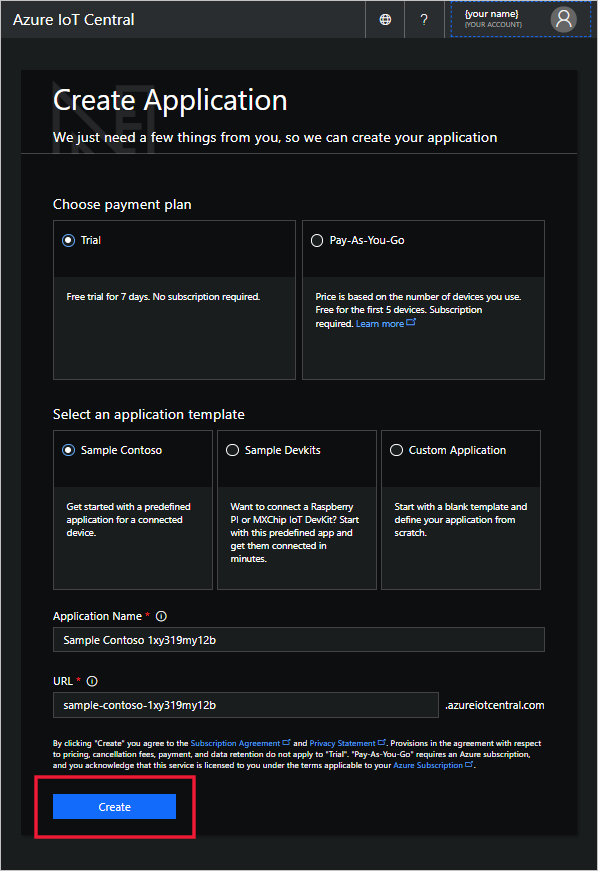 Azure IoT Central
?
{your name}
{YOUR ACCOUNT}
Create Application
We just need a few things from you, so we can create your application
Choose payment plan
Trial
Free trial for 7 days. No subscription required.
Pay-As-You-Go
Price is based on the number of devices you use.
Free for the first 5 devices. Subscription
required. Learn more
Select an application template
Sample Contoso
Get started with a predefined
application for a connected
device.
Sample Devkits
Want to connect a Raspberry
PI or MXChip IoT DevKit? Start
with this predefined app and
get them connected in
minutes.
Custom Application
Start with a blank template and
define your application from
scratch.
Application Name *
Sample Contoso 1xy319my12b
URL *
sample-contoso-1xy319my12b .azureiotcentral.com
By clicking "Create" you agree to the Subscription Agreement and Privacy Statement. Provisions in the agreement with respect
to pricing, cancellation fees, payment, and data retention do not apply to "Trial". "Pay-As-You-Go" requires an Azure subscription,
and you acknowledge that this service is licensed to you under the terms applicable to your Azure Subscription.
Create